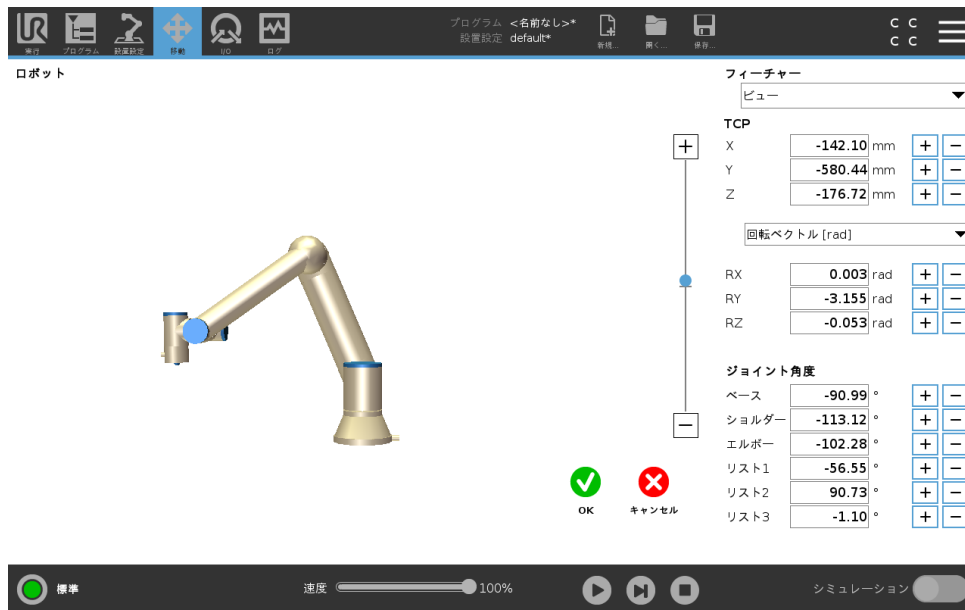 UR
実行
プログラム
設置設定
移動
I/O
ログ
プログラム <名前なし>*
設置設定 default*
新規...
開く...
保存...
C C
C C
ロボット
フィーチャー
ビュー
TCP
X -142.10 mm + −
Y -580.44 mm + −
Z -176.72 mm + −
回転ベクトル [rad]
RX 0.003 rad + −
RY -3.155 rad + −
RZ -0.053 rad + −
ジョイント角度
ベース -90.99 ° + −
ショルダー -113.12 ° + −
エルボー -102.28 ° + −
リスト1 -56.55 ° + −
リスト2 90.73 ° + −
リスト3 -1.10 ° + −
OK
キャンセル
標準
速度 100%
シミュレーション